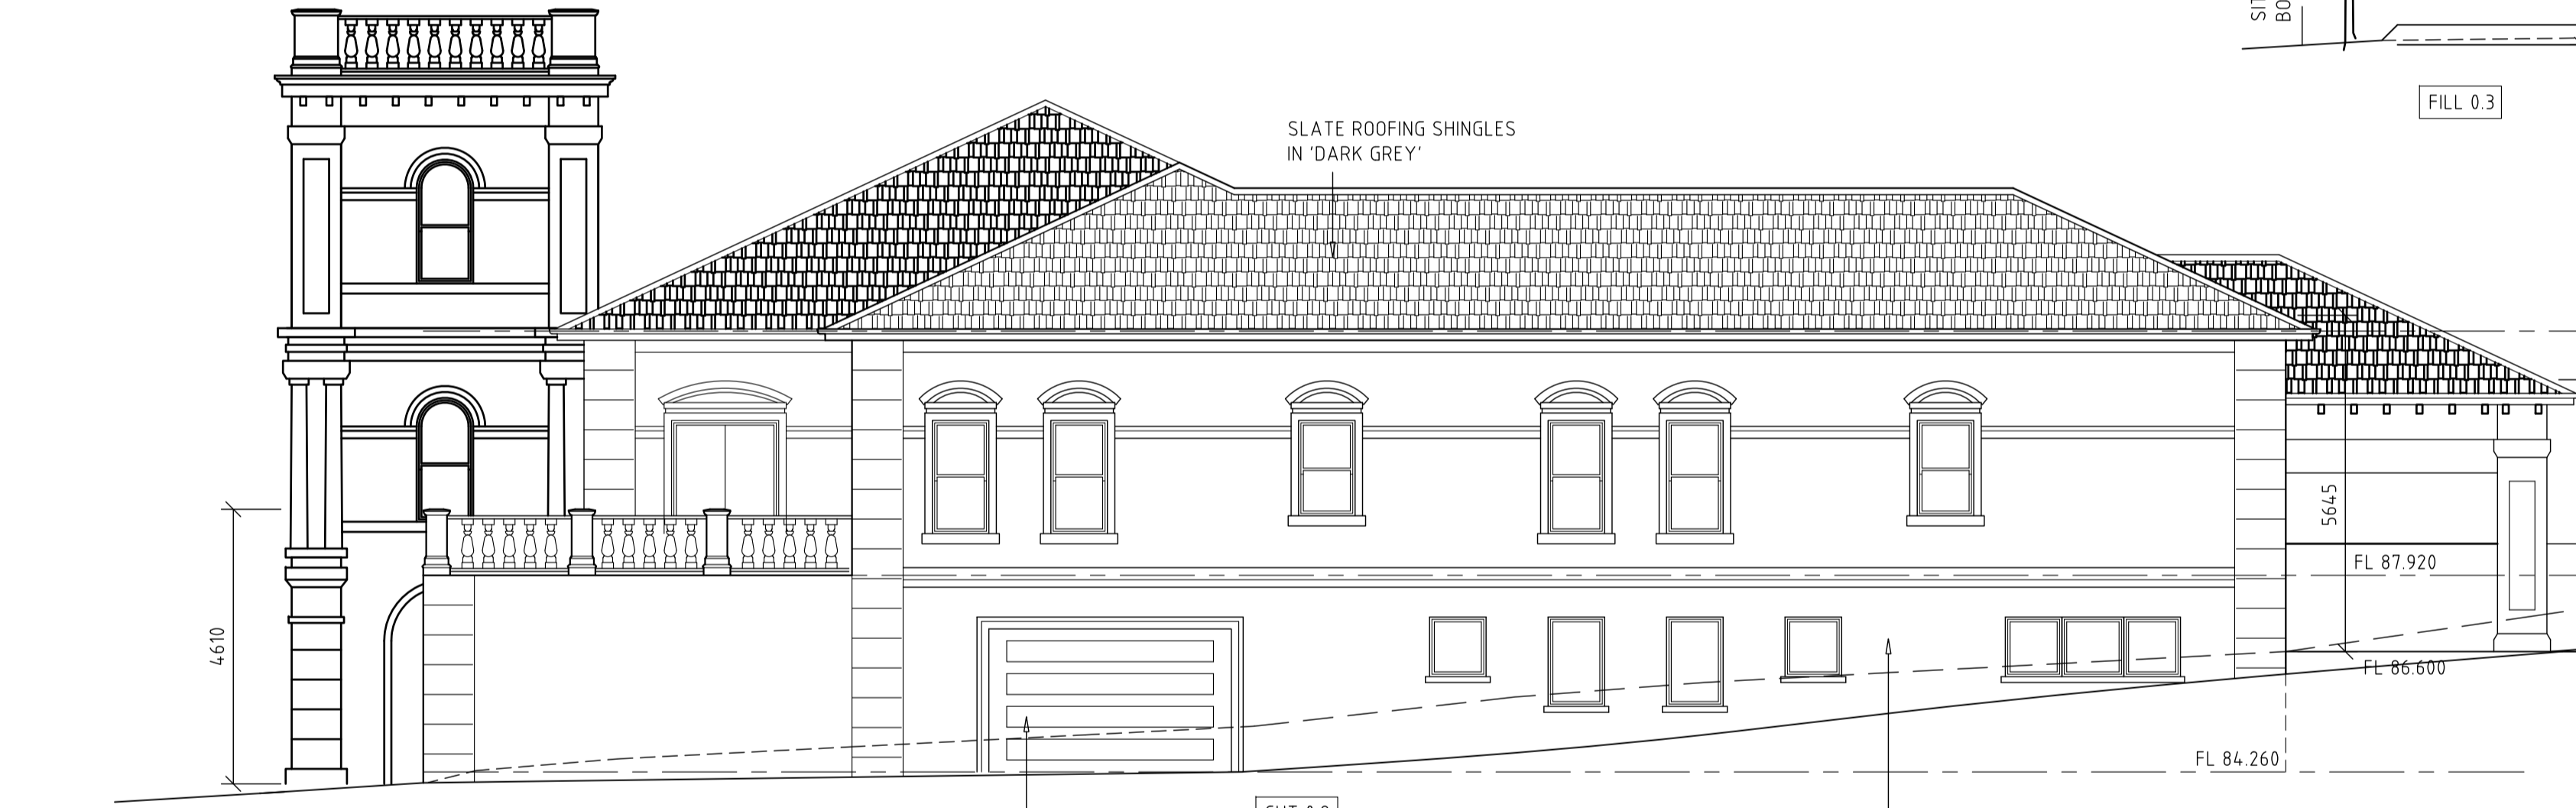 FILL 0.3
SLATE ROOFING SHINGLES
IN 'DARK GREY'
5645
FL 87.920
4610
FL 86.600
FL 84.260